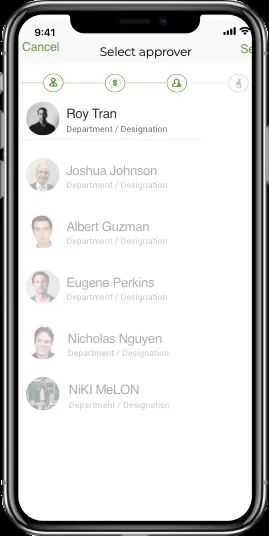 9:41
Cancel
Select approver
Se
$
Roy Tran
Department / Designation
Joshua Johnson
Department / Designation
Albert Guzman
Department / Designation
Eugene Perkins
Department / Designation
Nicholas Nguyen
Department / Designation
NiKI MeLON
Department / Designation